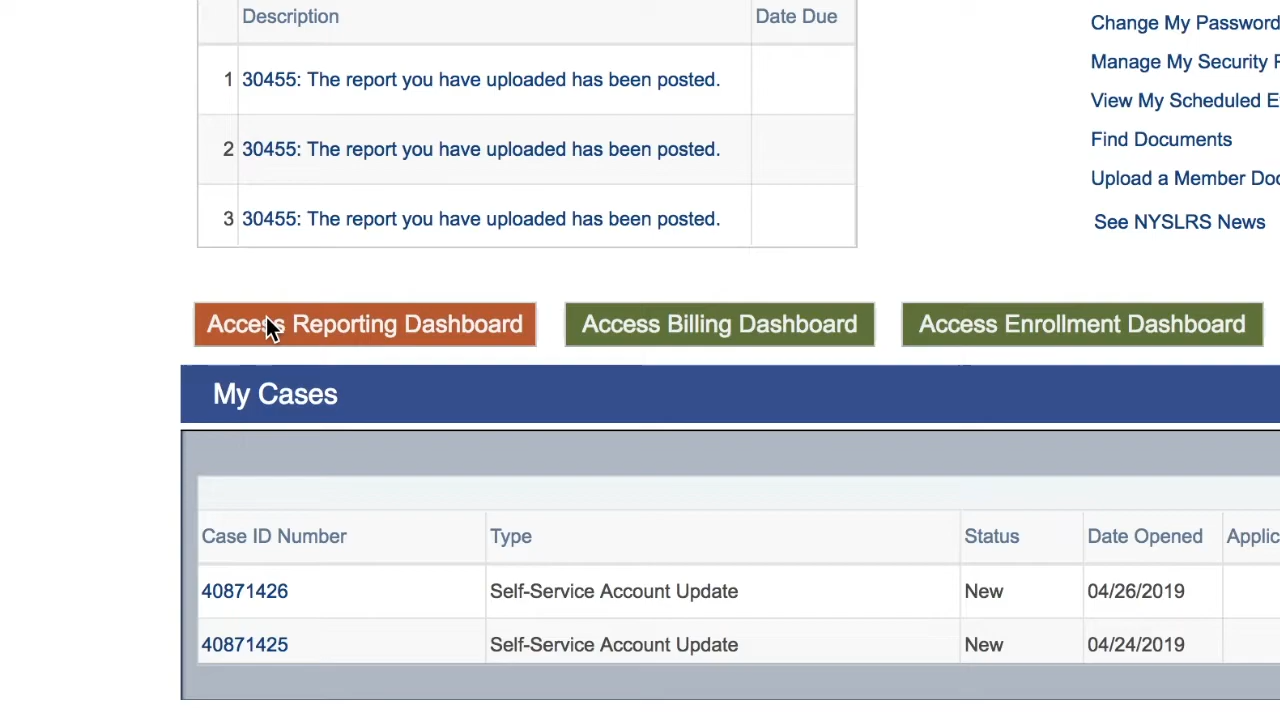 Description Date Due
1 30455: The report you have uploaded has been posted.
2 30455: The report you have uploaded has been posted.
3 30455: The report you have uploaded has been posted.
Change My Password
Manage My Security
View My Scheduled
Find Documents
Upload a Member
See NYSLRS News
Access Reporting Dashboard Access Billing Dashboard Access Enrollment Dashboard
My Cases
Case ID Number Type Status Date Opened
40871426 Self-Service Account Update New 04/26/2019
40871425 Self-Service Account Update New 04/24/2019